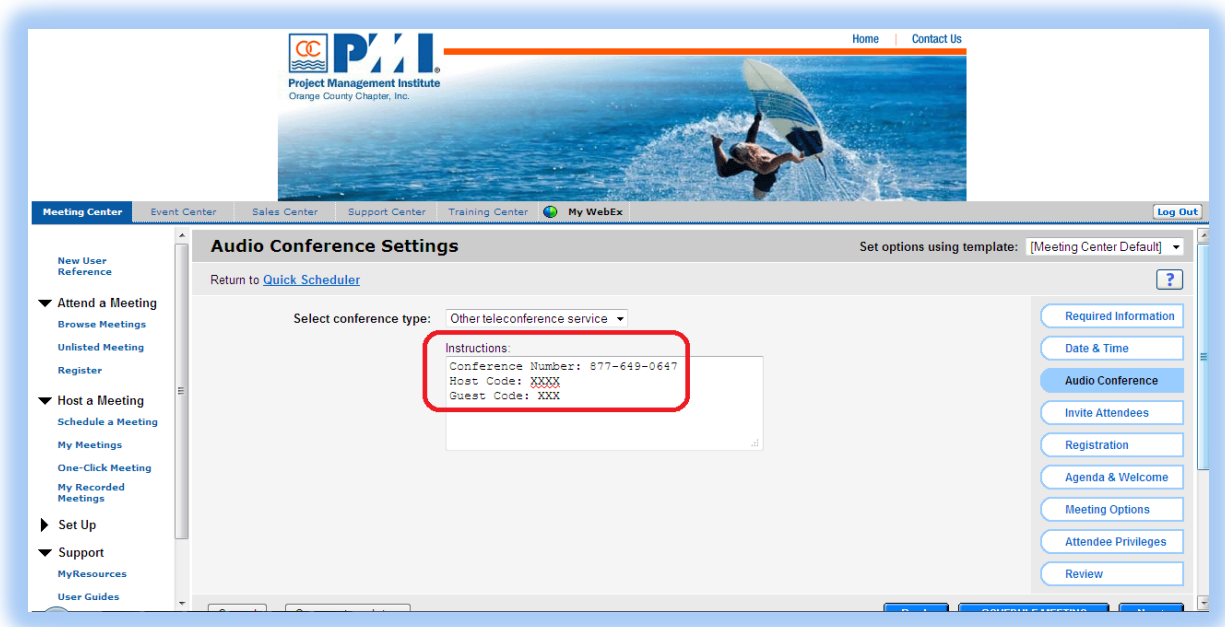 Home
Contact Us
OC PMI®
Project Management Institute
Orange County Chapter, Inc.
Meeting Center
Event Center
Sales Center
Support Center
Training Center
My WebEx
Log Out
New User
Reference
Attend a Meeting
Browse Meetings
Unlisted Meeting
Register
Host a Meeting
Schedule a Meeting
My Meetings
One-Click Meeting
My Recorded
Meetings
Set Up
Support
MyResources
User Guides
Audio Conference Settings
Set options using template: [Meeting Center Default]
Return to Quick Scheduler
?
Select conference type: Other teleconference service
Instructions:
Conference Number: 877-649-0647
Host Code: XXXX
Guest Code: XXX
Required Information
Date & Time
Audio Conference
Invite Attendees
Registration
Agenda & Welcome
Meeting Options
Attendee Privileges
Review
SCHEDULE MEETING